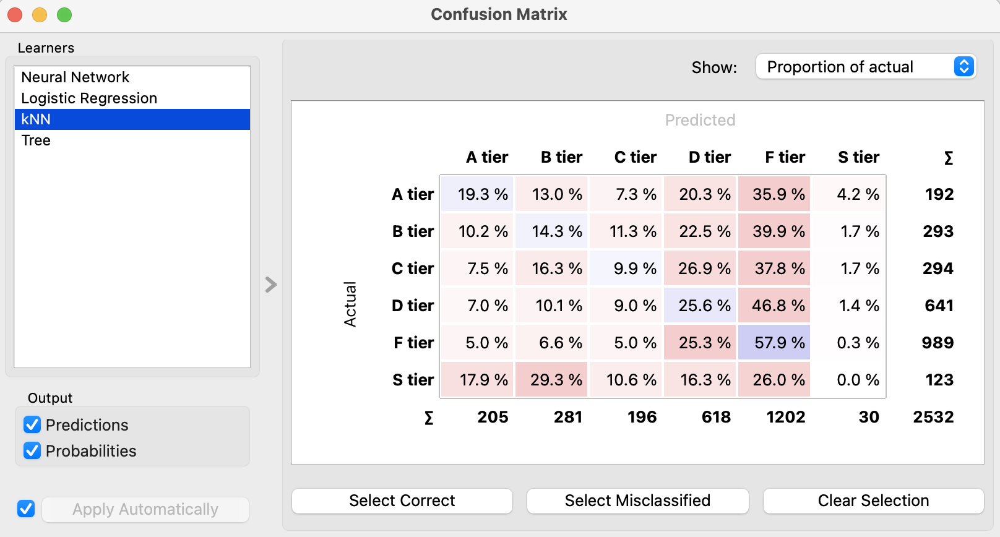 Confusion Matrix
Learners
Neural Network
Logistic Regression
kNN
Tree
Output
Predictions
Probabilities
Apply Automatically
Show: Proportion of actual
Predicted
A tier B tier C tier D tier F tier S tier Σ
Actual
A tier 19.3 % 13.0 % 7.3 % 20.3 % 35.9 % 4.2 % 192
B tier 10.2 % 14.3 % 11.3 % 22.5 % 39.9 % 1.7 % 293
C tier 7.5 % 16.3 % 9.9 % 26.9 % 37.8 % 1.7 % 294
D tier 7.0 % 10.1 % 9.0 % 25.6 % 46.8 % 1.4 % 641
F tier 5.0 % 6.6 % 5.0 % 25.3 % 57.9 % 0.3 % 989
S tier 17.9 % 29.3 % 10.6 % 16.3 % 26.0 % 0.0 % 123
Σ 205 281 196 618 1202 30 2532
Select Correct Select Misclassified Clear Selection